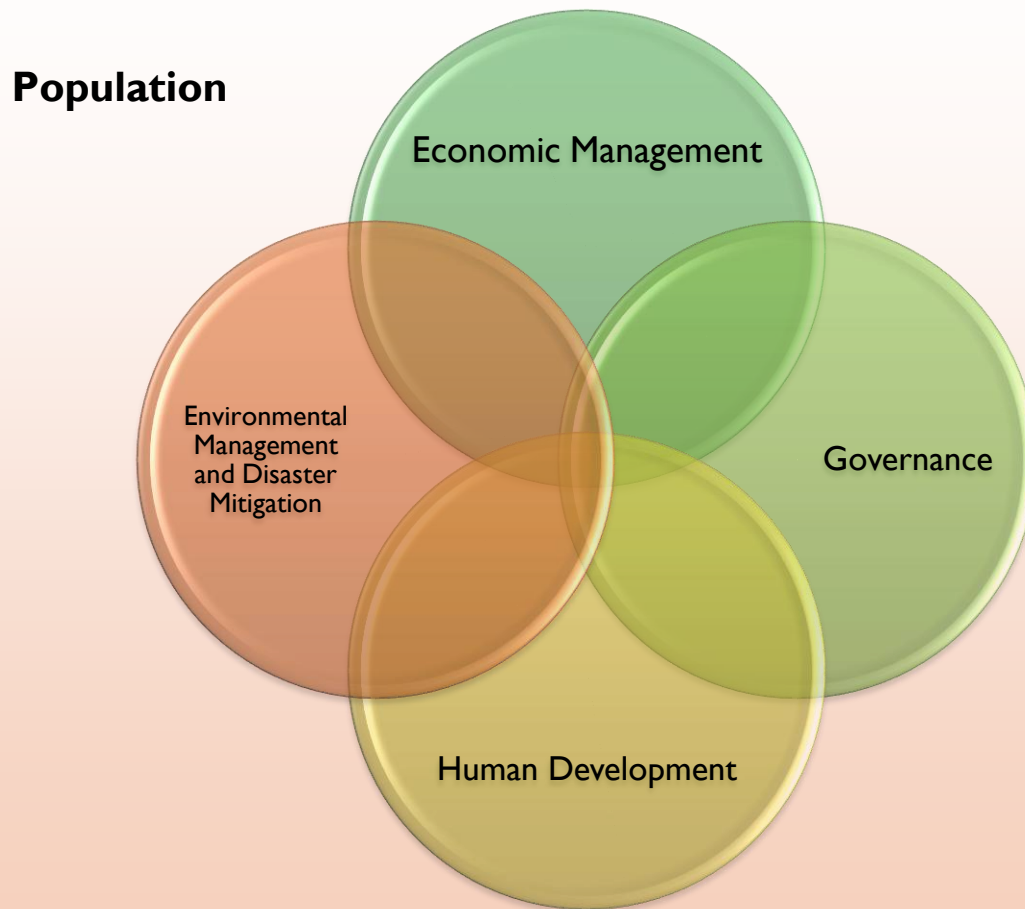 Population
Economic Management
Environmental
Management
and Disaster
Mitigation
Governance
Human Development